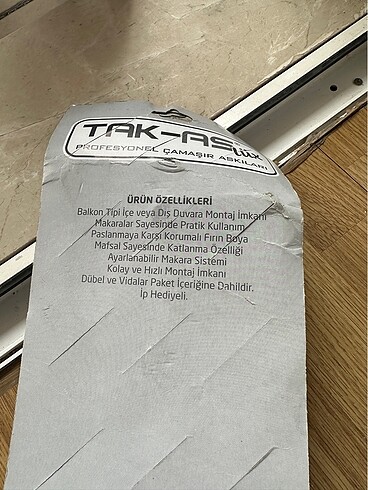 TAK-AS lüx
PROFESYONEL ÇAMAŞIR ASKILARI
ÜRÜN ÖZELLİKLERİ
Balkon Tipi İçe veya Dış Duvara Montaj İmkanı
Makaralar Sayesinde Pratik Kullanım
Paslanmaya Karşı Korumalı Fırın Boya
Mafsal Sayesinde Katlanma Özelliği
Ayarlanabilir Makara Sistemi
Kolay ve Hızlı Montaj İmkanı
Dübel ve Vidalar Paket İçeriğine Dahildir.
İp Hediyeli.